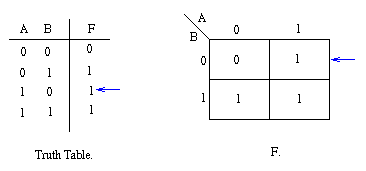 A B F
0 0 0
0 1 1
1 0 1
1 1 1
Truth Table.
A
B
0 1
0 0 1
1 1 1
F.